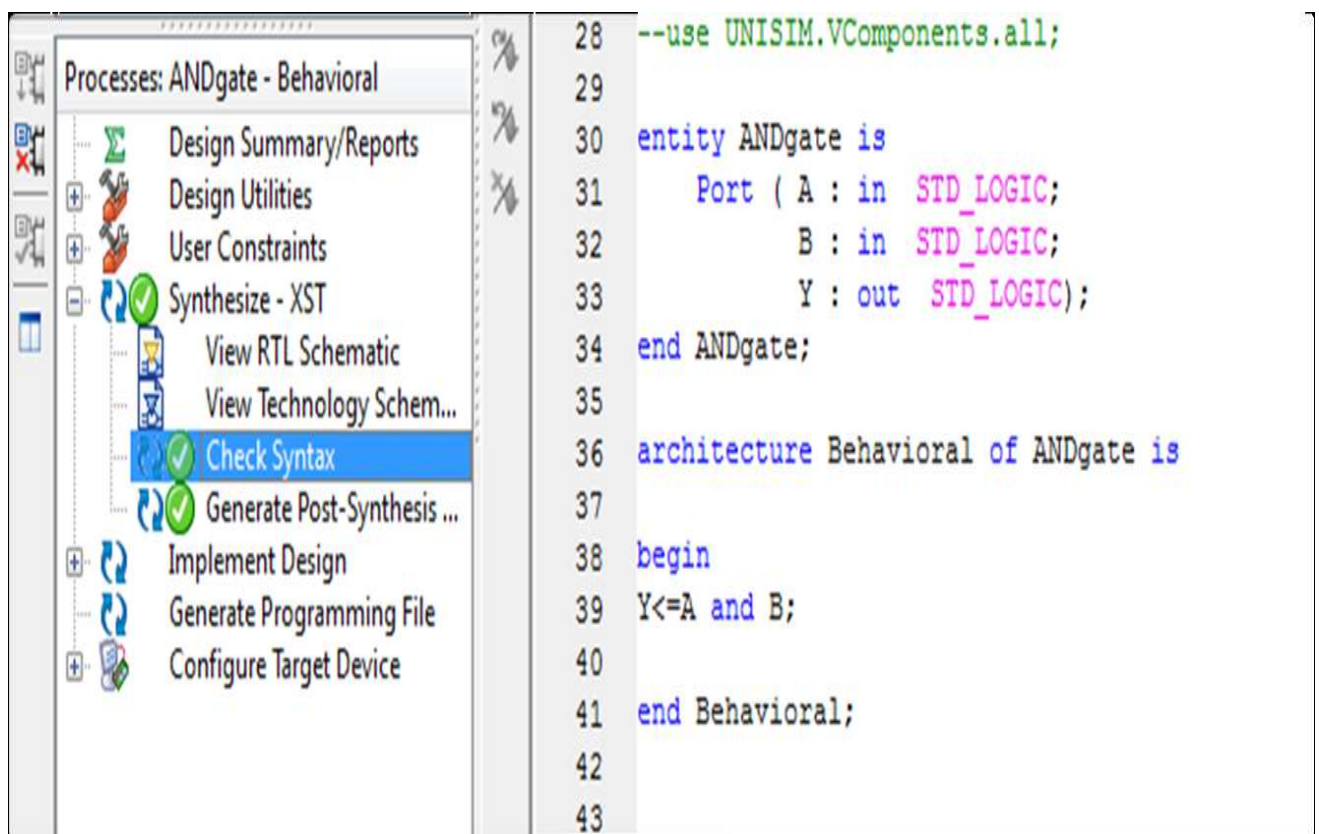 Processes: ANDgate - Behavioral
Design Summary/Reports
Design Utilities
User Constraints
Synthesize - XST
View RTL Schematic
View Technology Schem...
Check Syntax
Generate Post-Synthesis ...
Implement Design
Generate Programming File
Configure Target Device
28 --use UNISIM.VComponents.all;
29
30 entity ANDgate is
31 Port ( A : in STD_LOGIC;
32 B : in STD_LOGIC;
33 Y : out STD_LOGIC);
34 end ANDgate;
35
36 architecture Behavioral of ANDgate is
37
38 begin
39 Y<=A and B;
40
41 end Behavioral;
42
43